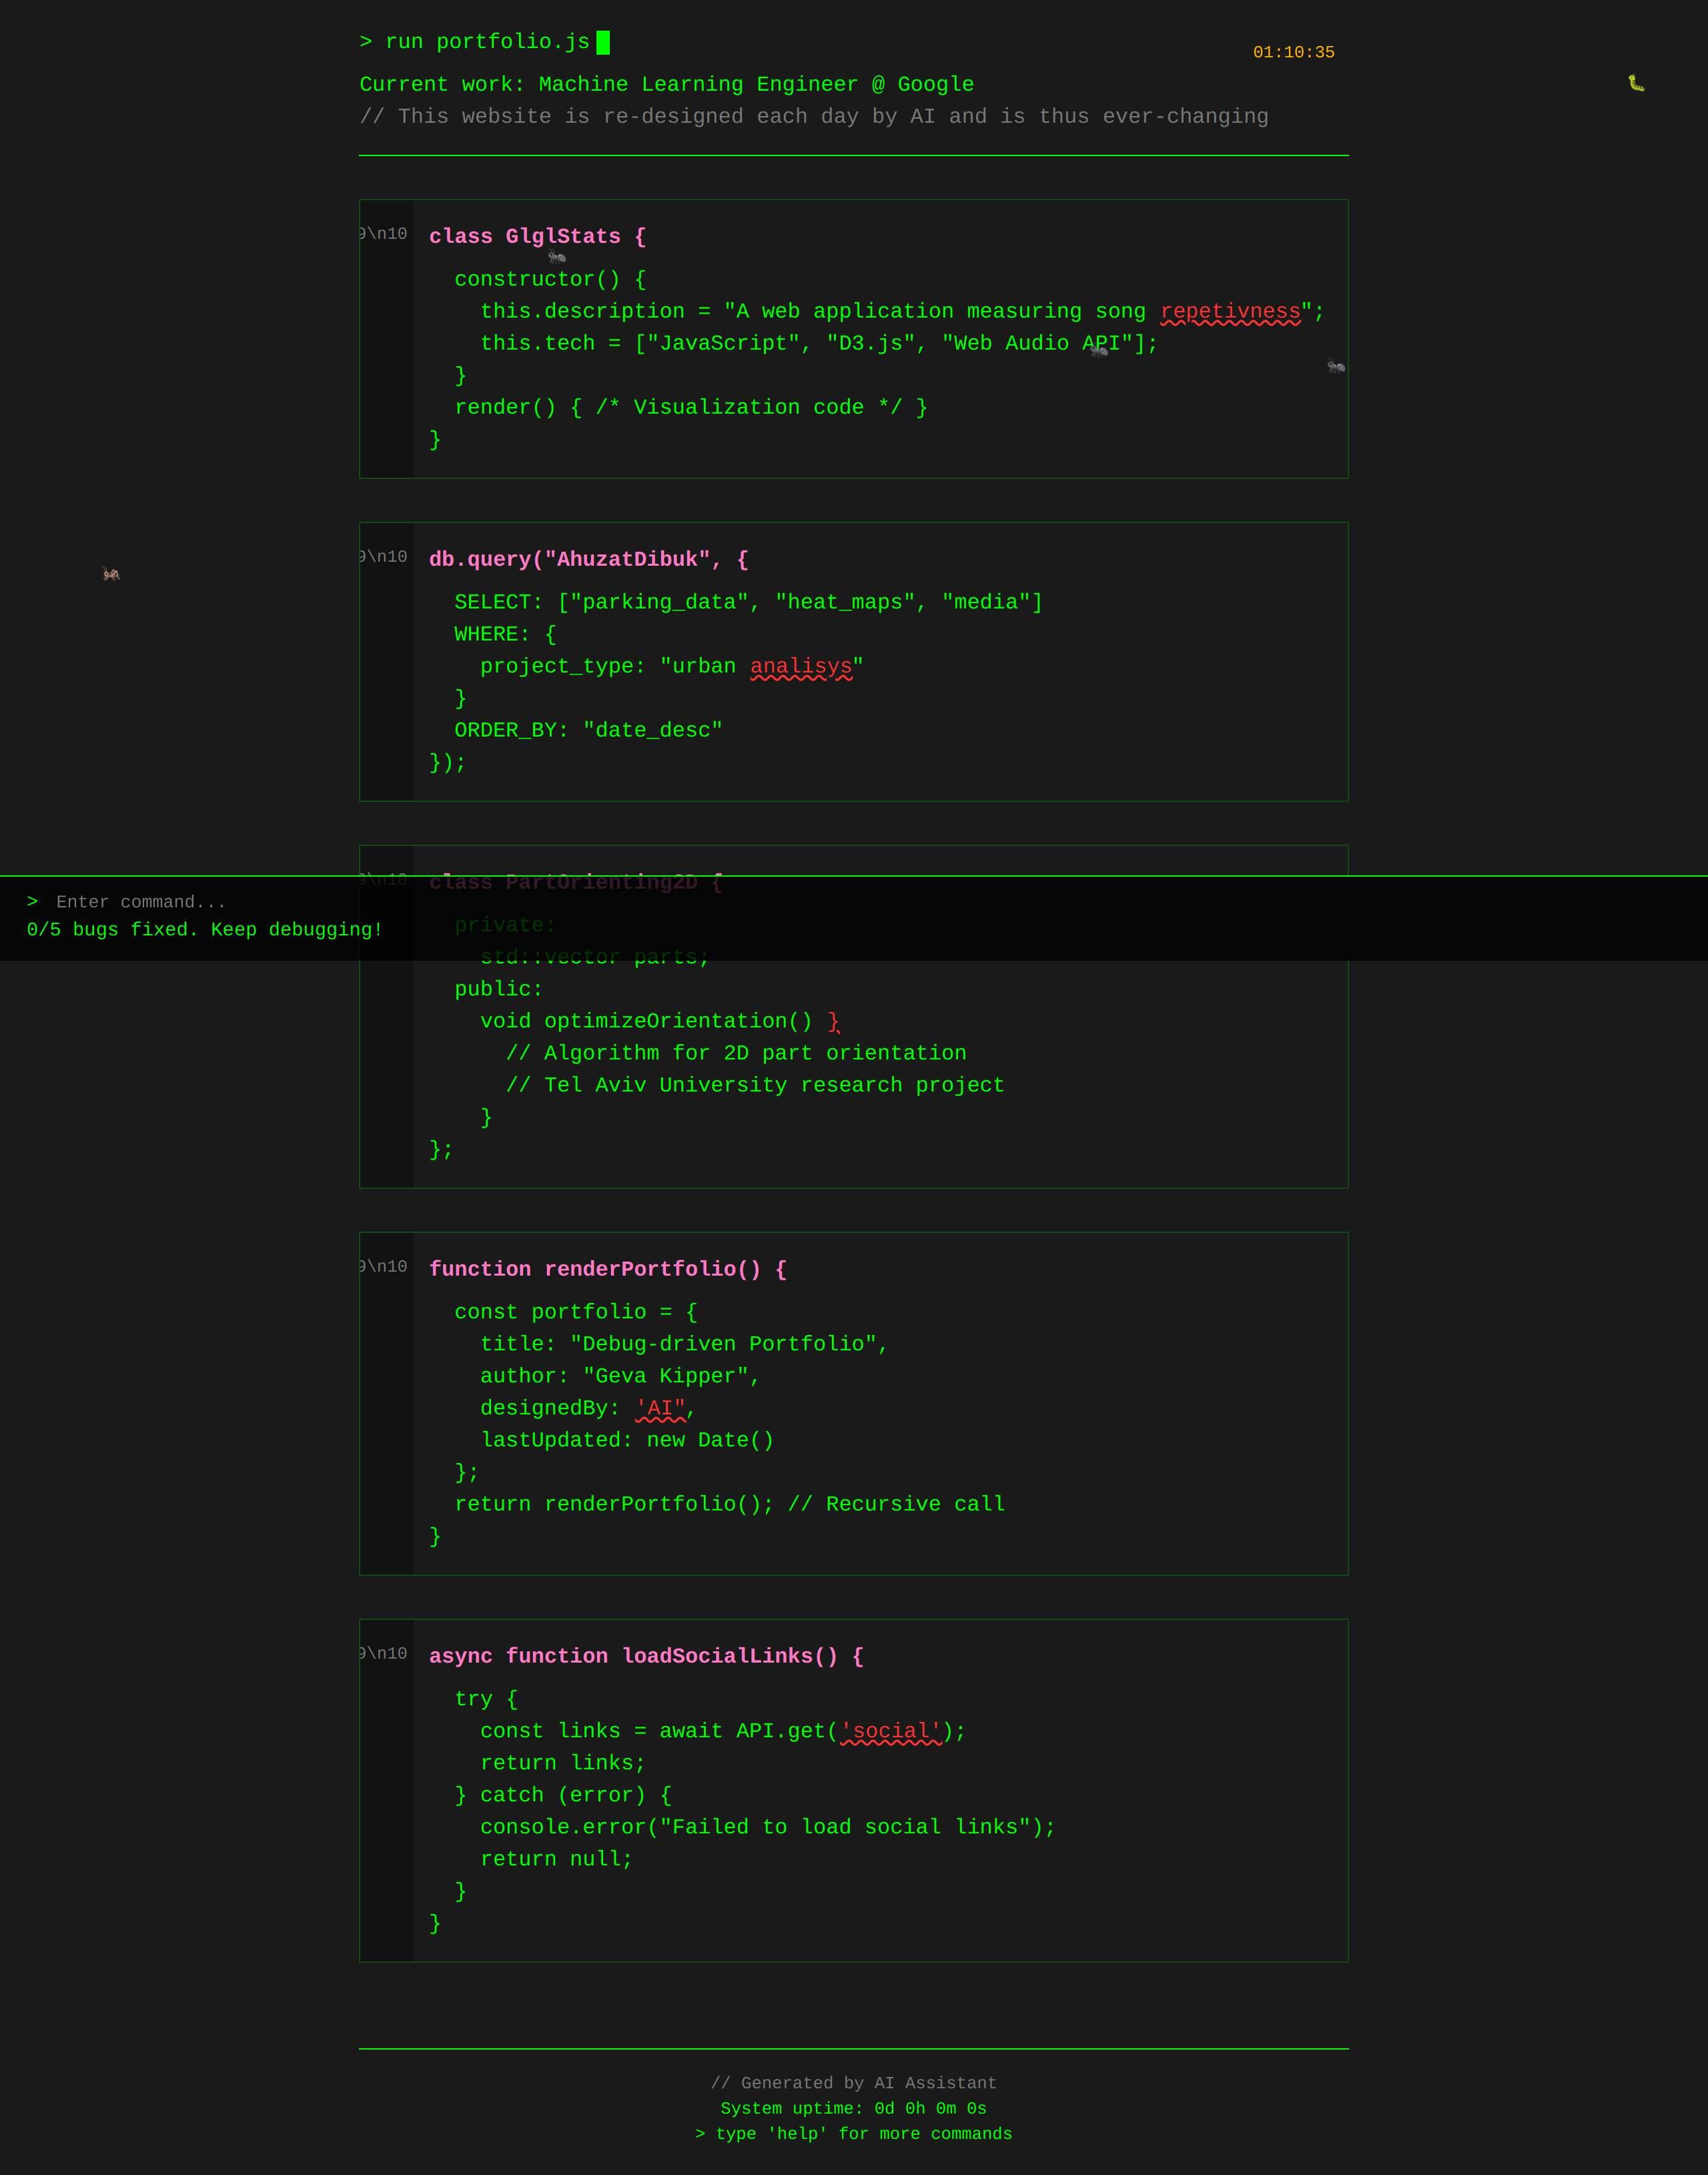 > run portfolio.js
01:10:35
Current work: Machine Learning Engineer @ Google
// This website is re-designed each day by AI and is thus ever-changing
9\n10
class GlglStats {
constructor() {
this.description = "A web application measuring song repetivness";
this.tech = ["JavaScript", "D3.js", "Web Audio API"];
}
render() { /* Visualization code */ }
}
9\n10
db.query("AhuzatDibuk", {
SELECT: ["parking_data", "heat_maps", "media"]
WHERE: {
project_type: "urban analisys"
}
ORDER_BY: "date_desc"
});
9\n10
class PartOrienting2D {
> Enter command...
0/5 bugs fixed. Keep debugging!
private:
std::vector parts;
public:
void optimizeOrientation() }
// Algorithm for 2D part orientation
// Tel Aviv University research project
}
};
9\n10
function renderPortfolio() {
const portfolio = {
title: "Debug-driven Portfolio",
author: "Geva Kipper",
designedBy: 'AI",
lastUpdated: new Date()
};
return renderPortfolio(); // Recursive call
}
9\n10
async function loadSocialLinks() {
try {
const links = await API.get('social');
return links;
} catch (error) {
console.error("Failed to load social links");
return null;
}
}
// Generated by AI Assistant
System uptime: 0d 0h 0m 0s
> type 'help' for more commands